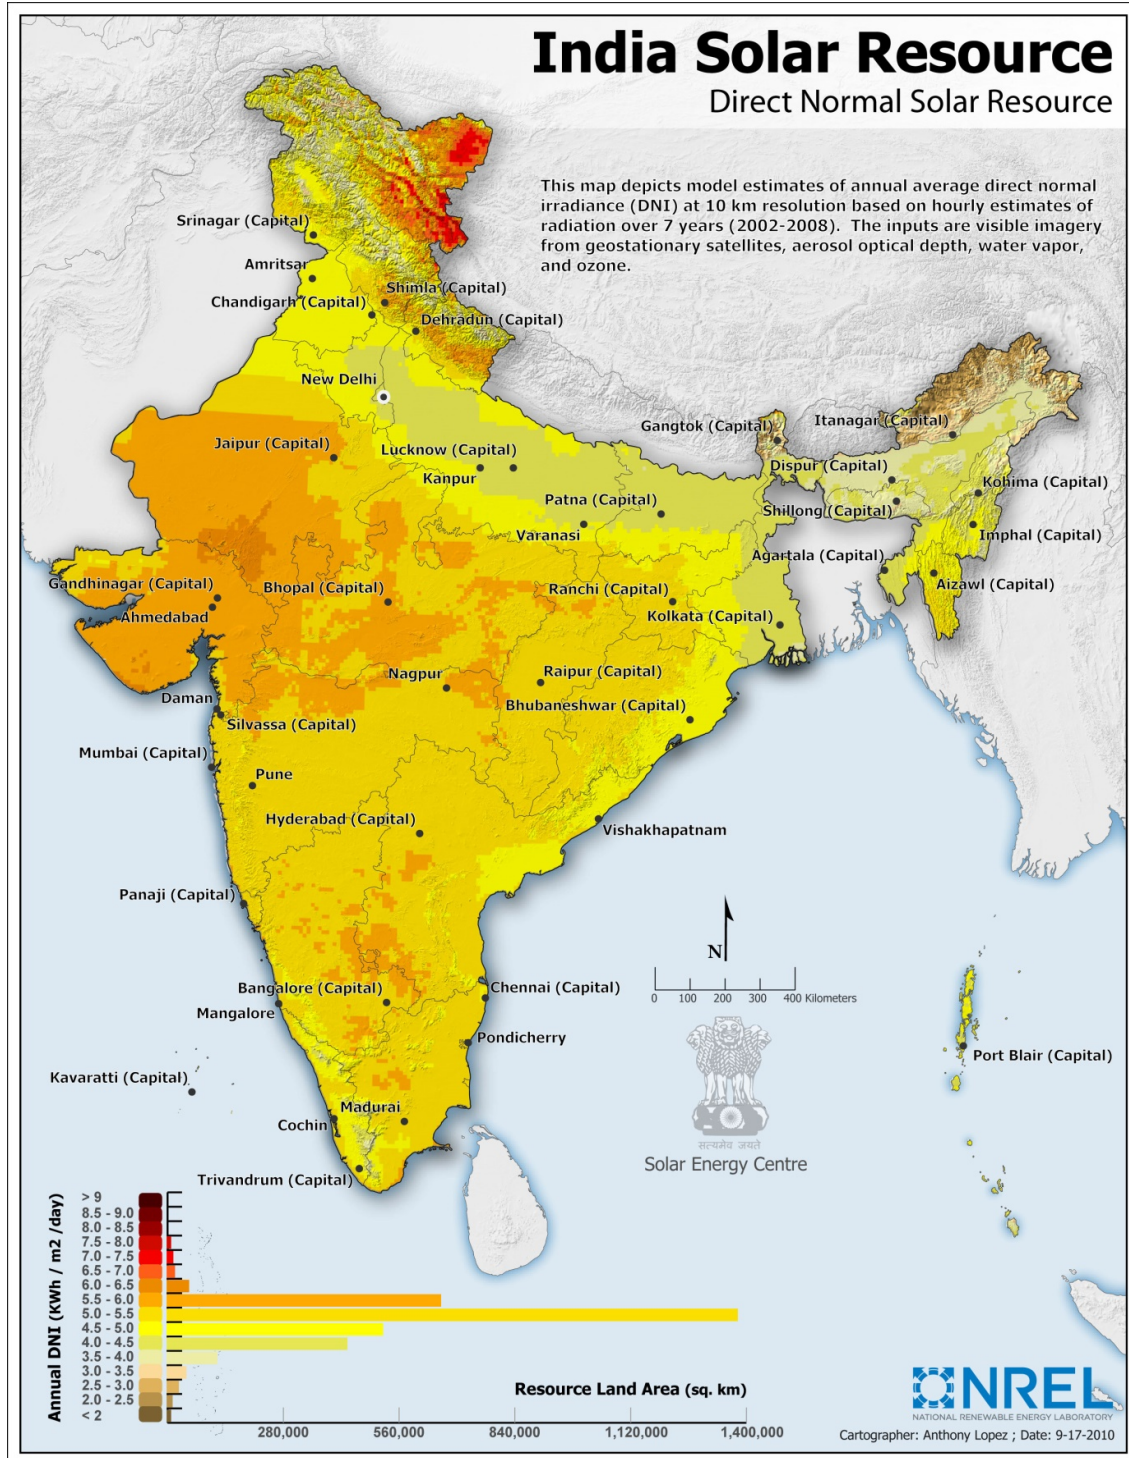 India Solar Resource
Direct Normal Solar Resource
This map depicts model estimates of annual average direct normal
irradiance (DNI) at 10 km resolution based on hourly estimates of
radiation over 7 years (2002-2008).  The inputs are visible imagery
from geostationary satellites, aerosol optical depth, water vapor,
and ozone.
Srinagar (Capital)
Amritsar
Shimla (Capital)
Chandigarh (Capital)
Dehradun (Capital)
New Delhi
Gangtok (Capital)
Itanagar (Capital)
Jaipur (Capital)
Lucknow (Capital)
Dispur (Capital)
Kanpur
Kohima (Capital)
Patna (Capital)
Shillong (Capital)
Varanasi
Imphal (Capital)
Agartala (Capital)
Gandhinagar (Capital)
Bhopal (Capital)
Ranchi (Capital)
Aizawl (Capital)
Ahmedabad
Kolkata (Capital)
Nagpur
Raipur (Capital)
Daman
Bhubaneshwar (Capital)
Silvassa (Capital)
Mumbai (Capital)
Pune
Hyderabad (Capital)
Vishakhapatnam
Panaji (Capital)
N
Bangalore (Capital)
Chennai (Capital)
0 100 200 300 400 Kilometers
Mangalore
Pondicherry
Port Blair (Capital)
Kavaratti (Capital)
Madurai
Cochin
सत्यमेव जयते
Solar Energy Centre
Trivandrum (Capital)
Annual DNI (KWh / m2 /day)
> 9
8.5 - 9.0
8.0 - 8.5
7.5 - 8.0
7.0 - 7.5
6.5 - 7.0
6.0 - 6.5
5.5 - 6.0
5.0 - 5.5
4.5 - 5.0
4.0 - 4.5
3.5 - 4.0
3.0 - 3.5
2.5 - 3.0
2.0 - 2.5
< 2
Resource Land Area (sq. km)
280,000 560,000 840,000 1,120,000 1,400,000
NREL
NATIONAL RENEWABLE ENERGY LABORATORY
Cartographer: Anthony Lopez ; Date: 9-17-2010